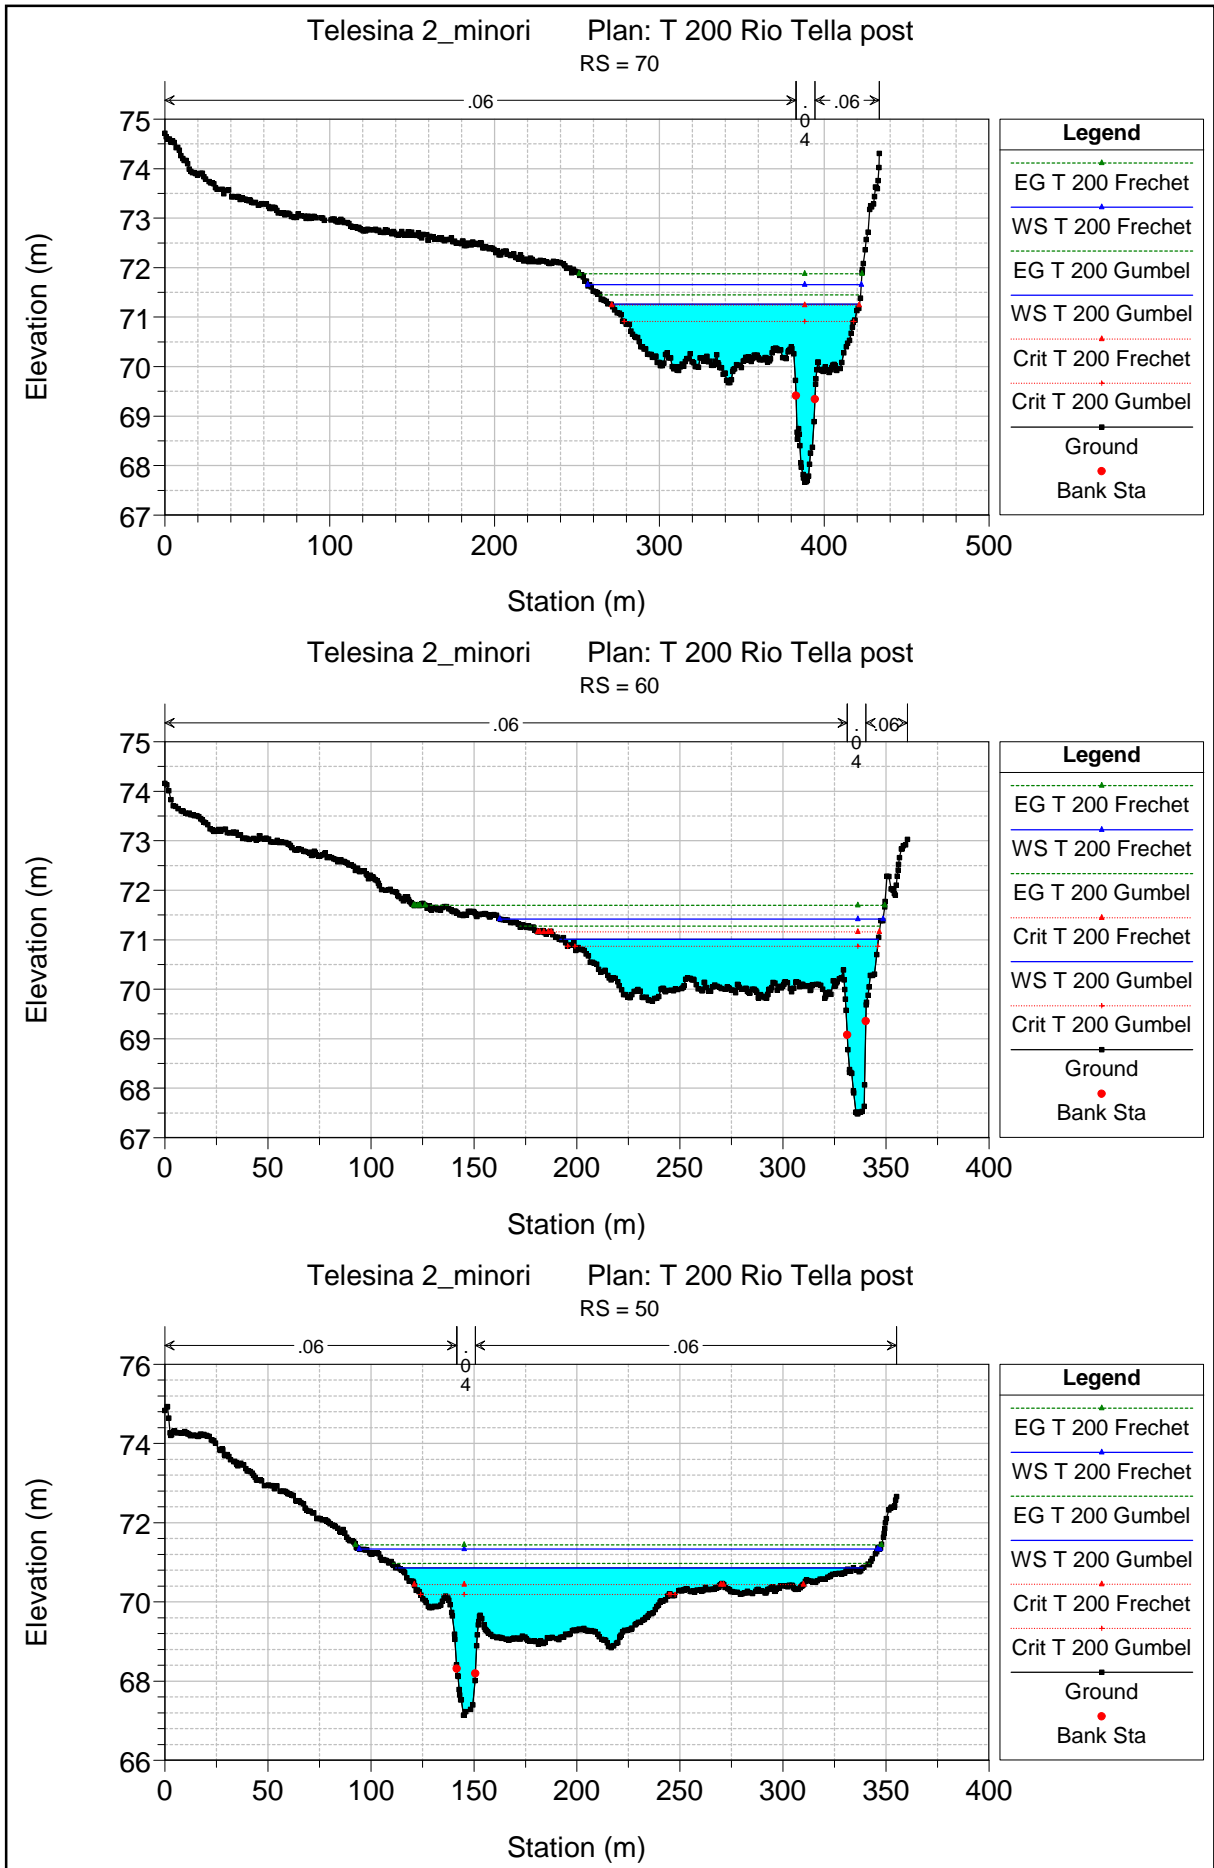 Telesina 2_minori Plan: T 200 Rio Tella post
RS = 70
.06 .04 .06
75
74
73
72
71
70
69
68
67
0 100 200 300 400 500
Station (m)
Elevation (m)
Legend
EG T 200 Frechet
WS T 200 Frechet
EG T 200 Gumbel
WS T 200 Gumbel
Crit T 200 Frechet
Crit T 200 Gumbel
Ground
Bank Sta
Telesina 2_minori Plan: T 200 Rio Tella post
RS = 60
.06 .04 .06
75
74
73
72
71
70
69
68
67
0 50 100 150 200 250 300 350 400
Station (m)
Elevation (m)
Legend
EG T 200 Frechet
WS T 200 Frechet
EG T 200 Gumbel
Crit T 200 Frechet
WS T 200 Gumbel
Crit T 200 Gumbel
Ground
Bank Sta
Telesina 2_minori Plan: T 200 Rio Tella post
RS = 50
.06 .04 .06
76
74
72
70
68
66
0 50 100 150 200 250 300 350 400
Station (m)
Elevation (m)
Legend
EG T 200 Frechet
WS T 200 Frechet
EG T 200 Gumbel
WS T 200 Gumbel
Crit T 200 Frechet
Crit T 200 Gumbel
Ground
Bank Sta